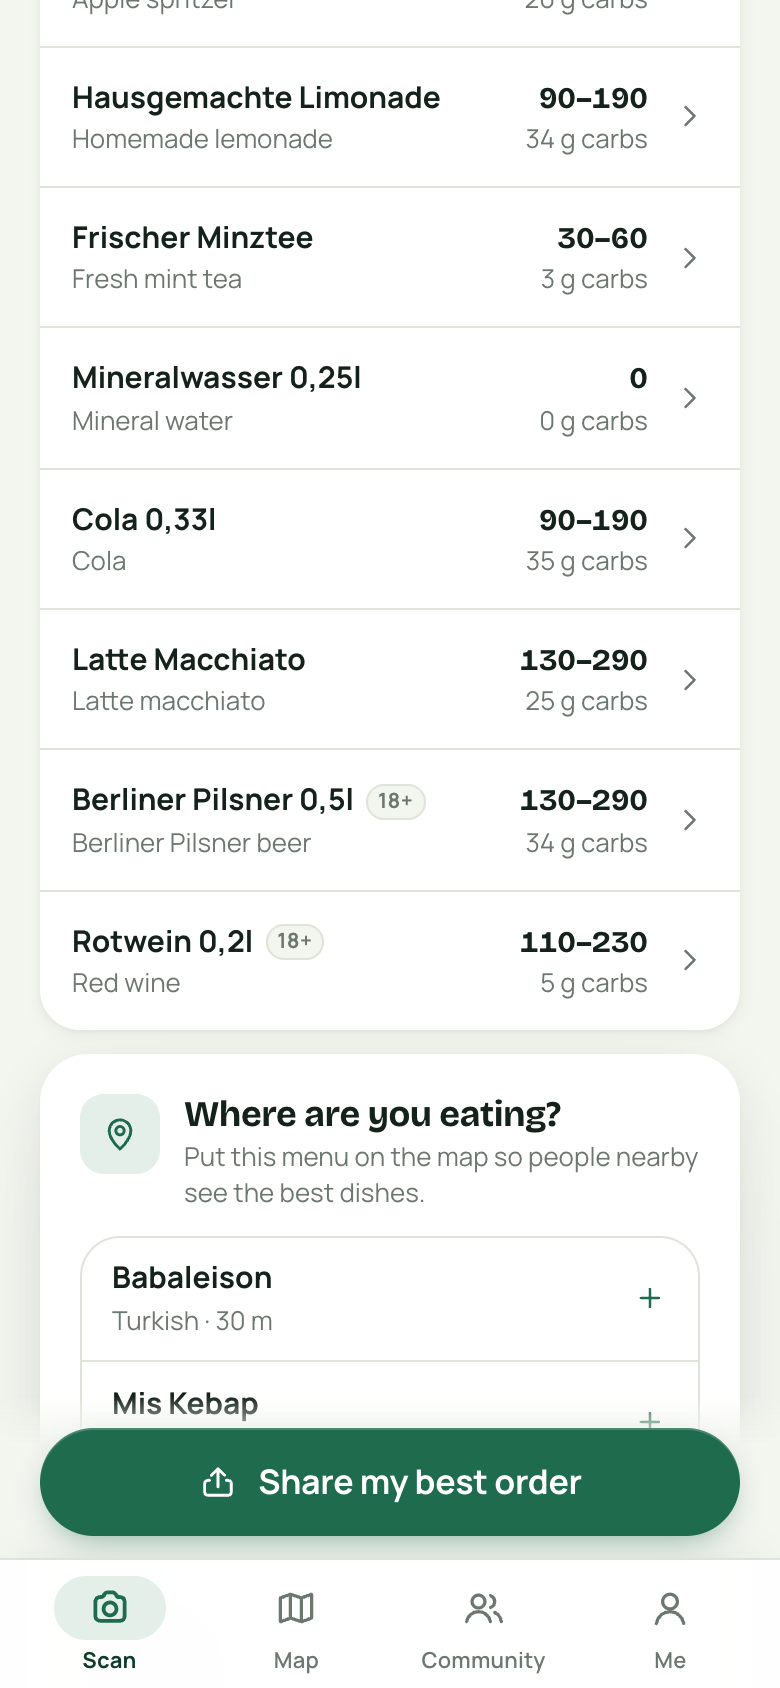 Apple spritzer
26 g carbs
Hausgemachte Limonade
90–190
Homemade lemonade
34 g carbs
Frischer Minztee
30–60
Fresh mint tea
3 g carbs
Mineralwasser 0,25l
0
Mineral water
0 g carbs
Cola 0,33l
90–190
Cola
35 g carbs
Latte Macchiato
130–290
Latte macchiato
25 g carbs
Berliner Pilsner 0,5l 18+
130–290
Berliner Pilsner beer
34 g carbs
Rotwein 0,2l 18+
110–230
Red wine
5 g carbs
Where are you eating?
Put this menu on the map so people nearby
see the best dishes.
Babaleison
Turkish · 30 m
Mis Kebap
Share my best order
Scan
Map
Community
Me